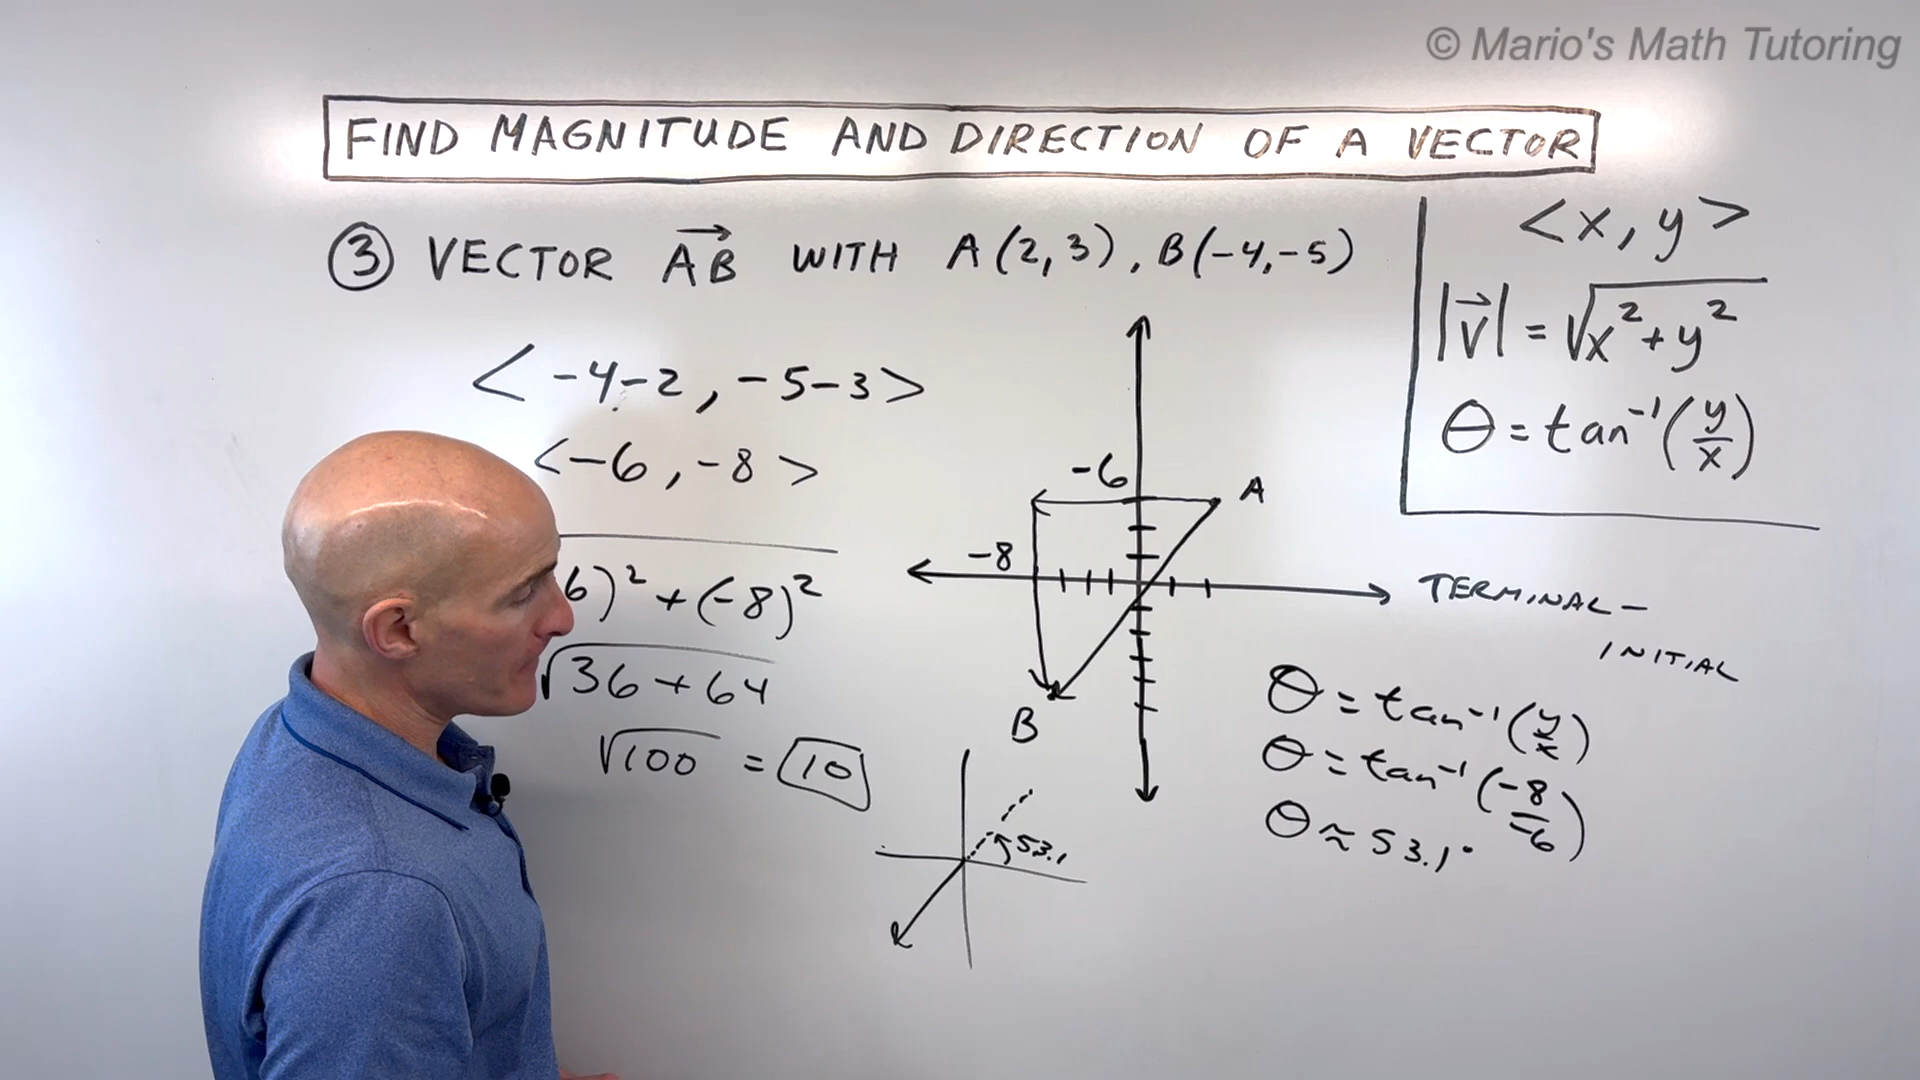 © Mario's Math Tutoring
FIND MAGNITUDE AND DIRECTION OF A VECTOR
③ VECTOR AB⃗ WITH A(2,3), B(-4,-5)
<-4-2, -5-3>
<-6, -8>
6)² + (-8)²
√36+64
√100 = 10
<x, y>
|v⃗| = √x²+y²
θ = tan⁻¹(y/x)
-6
A
-8
B
TERMINAL –
INITIAL
53.1
θ = tan⁻¹(y/x)
θ = tan⁻¹(-8/-6)
θ ≈ 53.1°